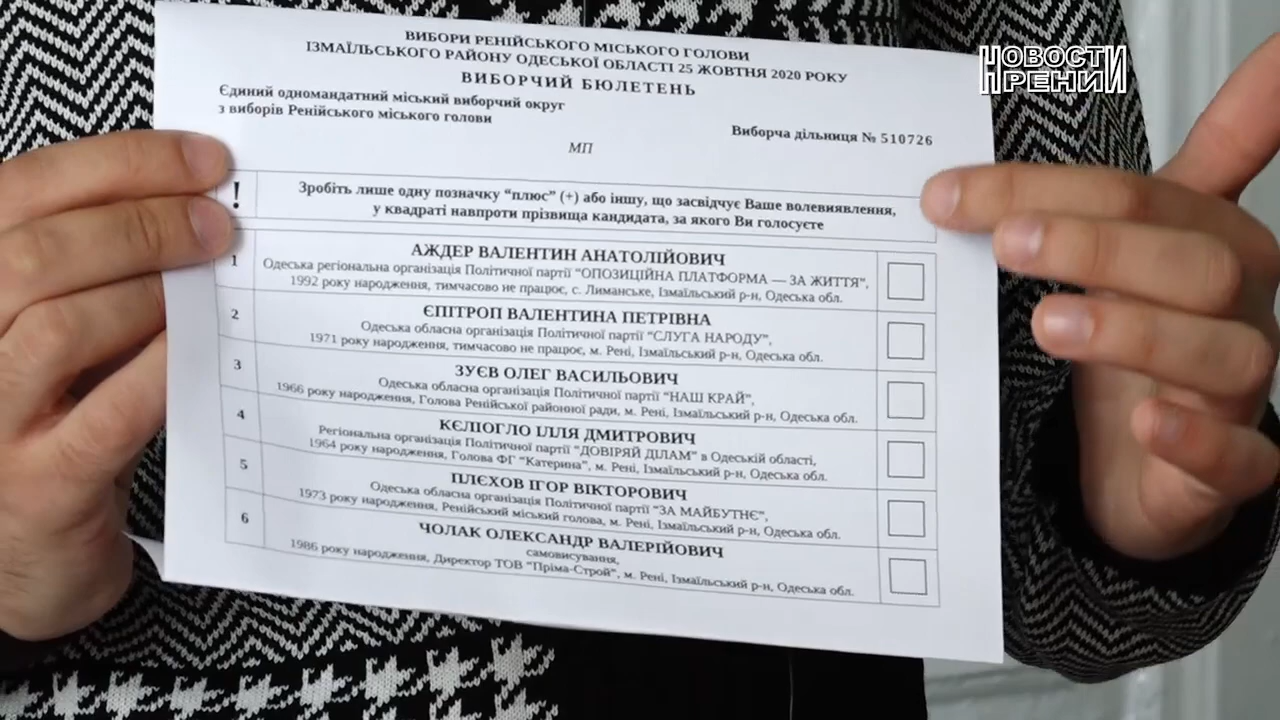 ВИБОРИ РЕНІЙСЬКОГО МІСЬКОГО ГОЛОВИ
ІЗМАЇЛЬСЬКОГО РАЙОНУ ОДЕСЬКОЇ ОБЛАСТІ 25 ЖОВТНЯ 2020 РОКУ
ВИБОРЧИЙ БЮЛЕТЕНЬ
НОВОСТИ
РЕНИ
Єдиний одномандатний міський виборчий округ
з виборів Ренійського міського голови
Виборча дільниця № 510726
МП
! Зробіть лише одну позначку “плюс” (+) або іншу, що засвідчує Ваше волевиявлення,
у квадраті навпроти прізвища кандидата, за якого Ви голосуєте
1 АЖДЕР ВАЛЕНТИН АНАТОЛІЙОВИЧ
Одеська регіональна організація Політичної партії “ОПОЗИЦІЙНА ПЛАТФОРМА — ЗА ЖИТТЯ”,
1992 року народження, тимчасово не працює, с. Лиманське, Ізмаїльський р-н, Одеська обл.
2 ЄПІТРОП ВАЛЕНТИНА ПЕТРІВНА
Одеська обласна організація Політичної партії “СЛУГА НАРОДУ”,
1971 року народження, тимчасово не працює, м. Рені, Ізмаїльський р-н, Одеська обл.
3 ЗУЄВ ОЛЕГ ВАСИЛЬОВИЧ
Одеська обласна організація Політичної партії “НАШ КРАЙ”,
1966 року народження, Голова Ренійської районної ради, м. Рені, Ізмаїльський р-н, Одеська обл.
4 КЄЛІОГЛО ІЛЛЯ ДМИТРОВИЧ
Регіональна організація Політичної партії “ДОВІРЯЙ ДІЛАМ” в Одеській області,
1964 року народження, Голова ФГ “Катерина”, м. Рені, Ізмаїльський р-н, Одеська обл.
5 ПЛЄХОВ ІГОР ВІКТОРОВИЧ
Одеська обласна організація Політичної партії “ЗА МАЙБУТНЄ”,
1973 року народження, Ренійський міський голова, м. Рені, Ізмаїльський р-н, Одеська обл.
6 ЧОЛАК ОЛЕКСАНДР ВАЛЕРІЙОВИЧ
самовисування,
1986 року народження, Директор ТОВ “Пріма-Строй”, м. Рені, Ізмаїльський р-н, Одеська обл.